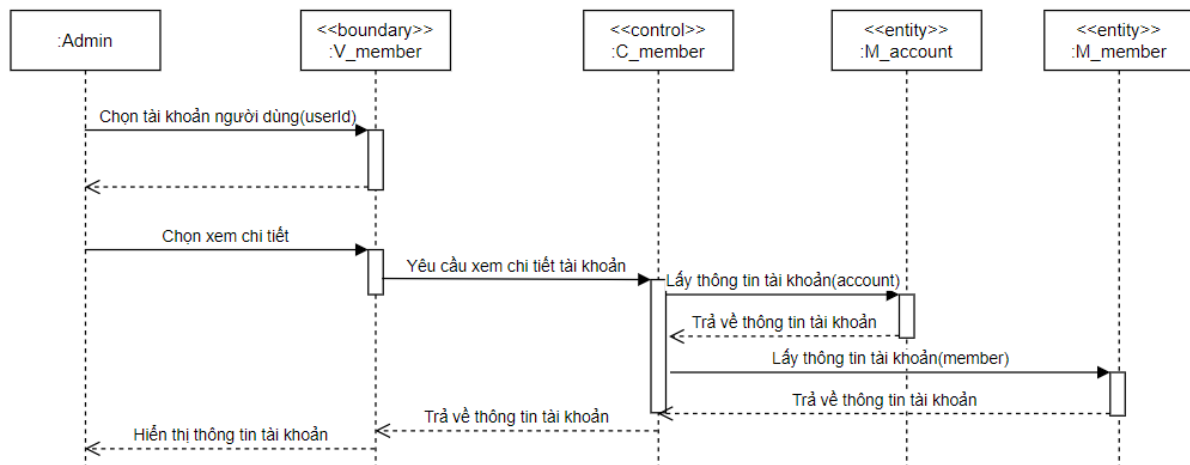 :Admin
<<boundary>>
:V_member
<<control>>
:C_member
<<entity>>
:M_account
<<entity>>
:M_member
Chọn tài khoản người dùng(userId)
Chọn xem chi tiết
Yêu cầu xem chi tiết tài khoản
Lấy thông tin tài khoản(account)
Trả về thông tin tài khoản
Lấy thông tin tài khoản(member)
Trả về thông tin tài khoản
Trả về thông tin tài khoản
Hiển thị thông tin tài khoản